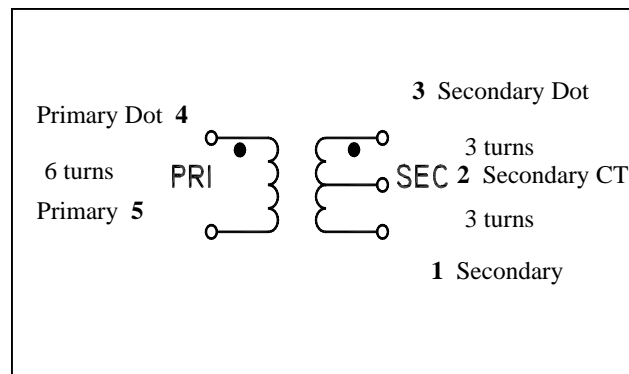 3 Secondary Dot
Primary Dot 4
3 turns
6 turns
PRI
SEC 2 Secondary CT
Primary 5
3 turns
1 Secondary